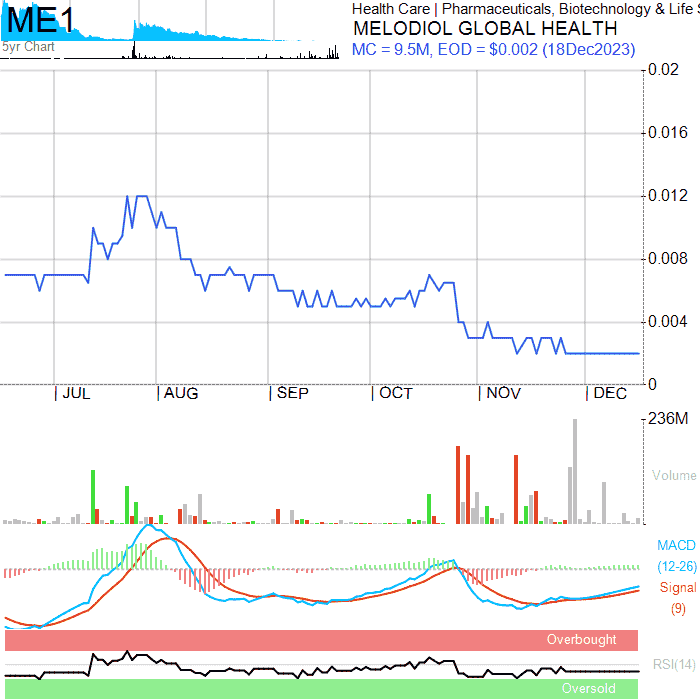 ME1
5yr Chart
Health Care | Pharmaceuticals, Biotechnology & Life S
MELODIOL GLOBAL HEALTH
MC = 9.5M, EOD = $0.002 (18Dec2023)
0.02
0.016
0.012
0.008
0.004
0
| JUL | AUG | SEP | OCT | NOV | DEC
236M
Volume
MACD
(12-26)
Signal
(9)
Overbought
RSI(14)
Oversold